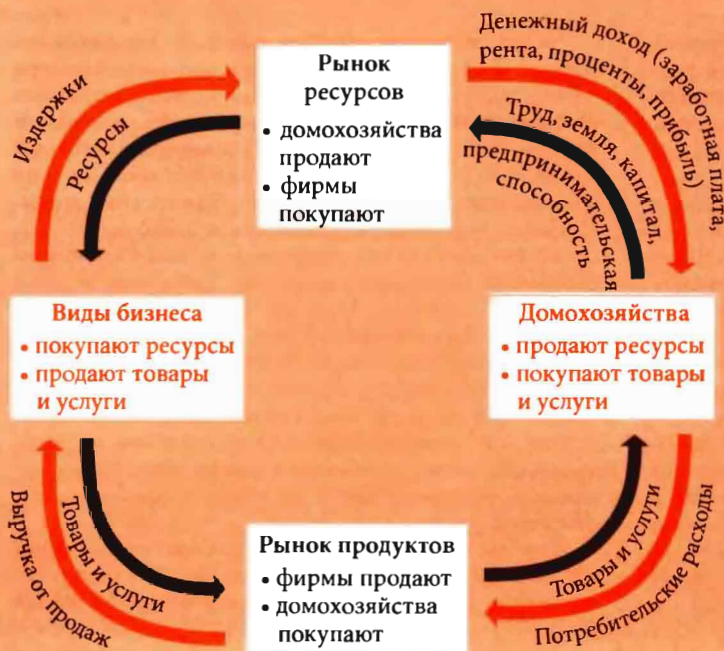 Издержки
Ресурсы
Рынок
ресурсов
• домохозяйства
продают
• фирмы
покупают
Денежный доход (заработная плата,
рента, проценты, прибыль)
Труд, земля, капитал,
предпринимательская
способность
Виды бизнеса
• покупают ресурсы
• продают товары
и услуги
Домохозяйства
• продают ресурсы
• покупают товары
и услуги
Выручка от продаж
Товары и услуги
Рынок продуктов
• фирмы продают
• домохозяйства
покупают
Товары и услуги
Потребительские расходы